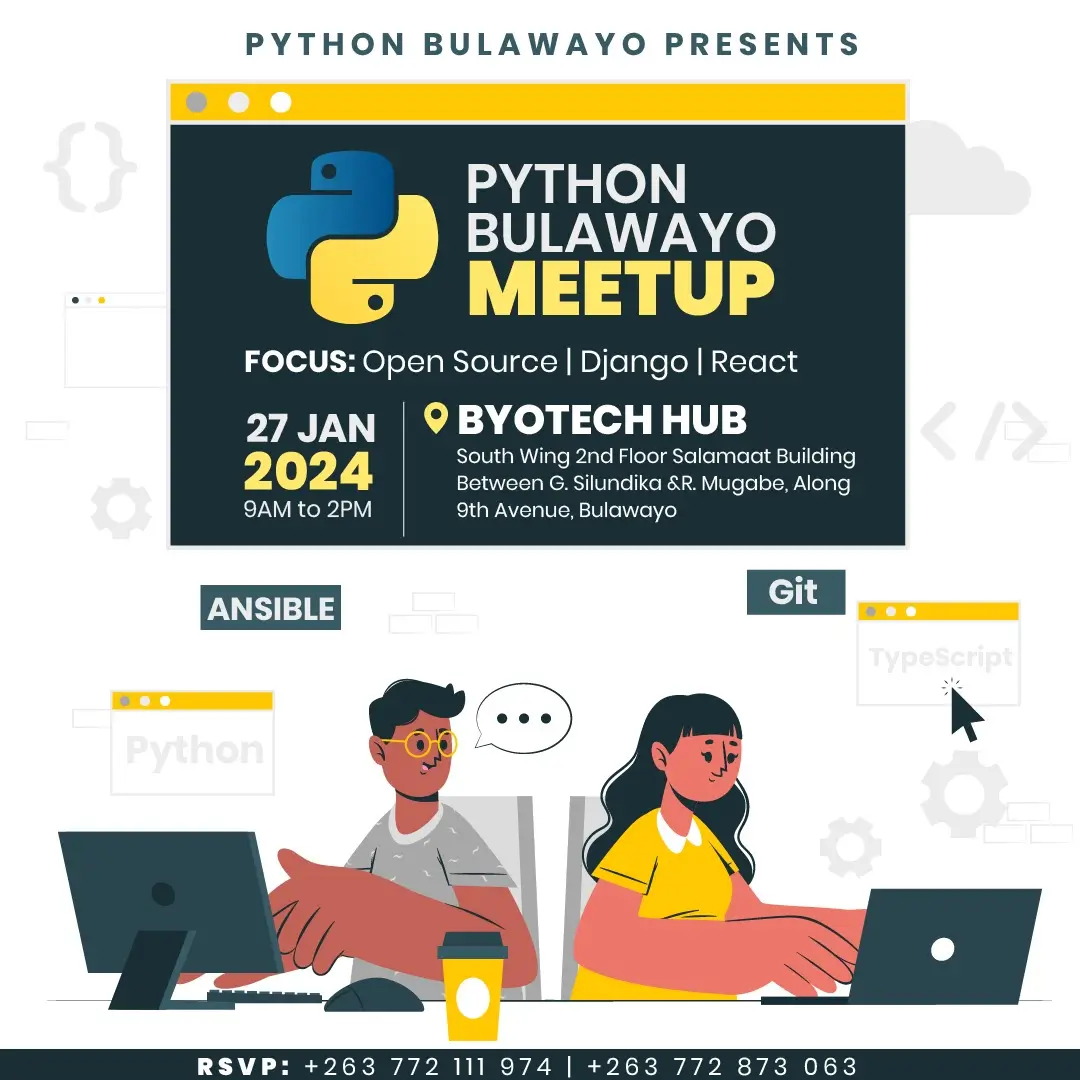 PYTHON BULAWAYO PRESENTS
PYTHON
BULAWAYO
MEETUP
FOCUS: Open Source | Django | React
27 JAN
2024
9AM to 2PM
BYOTECH HUB
South Wing 2nd Floor Salamaat Building
Between G. Silundika &R. Mugabe, Along
9th Avenue, Bulawayo
ANSIBLE
Git
TypeScript
Python
RSVP: +263 772 111 974 | +263 772 873 063